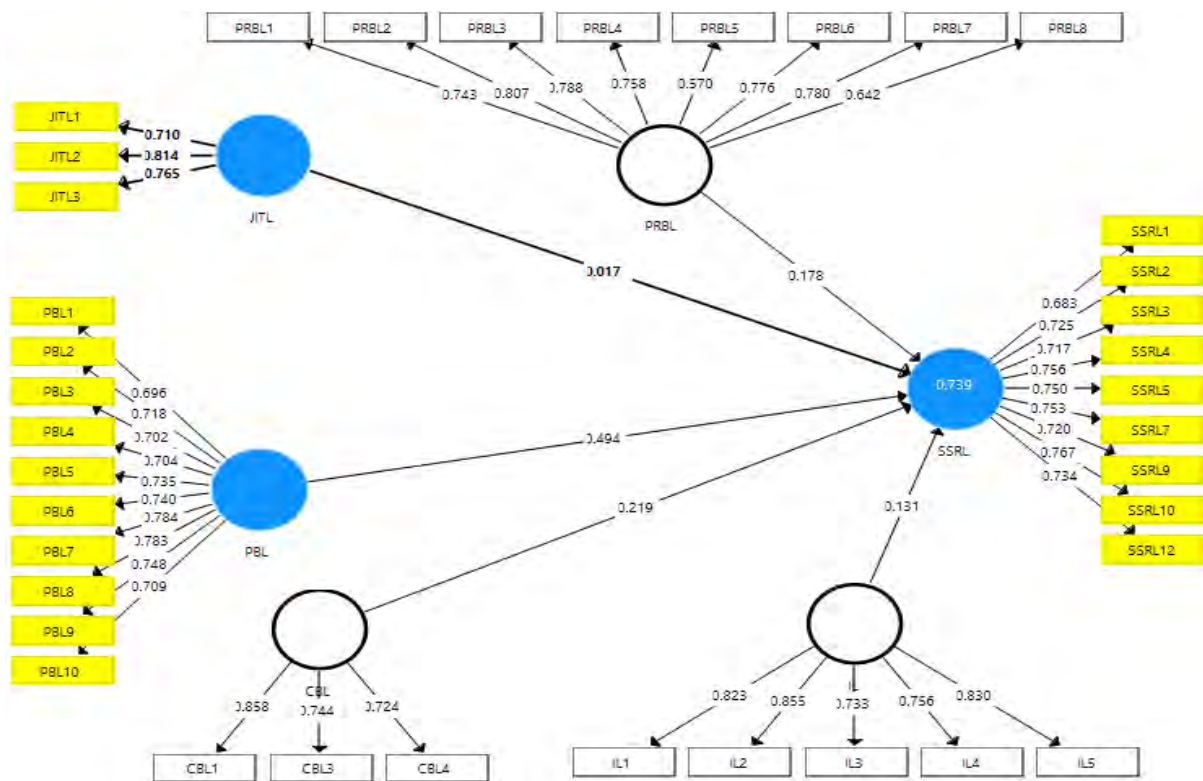 PRBL1 PRBL2 PRBL3 PRBL4 PRBL5 PRBL6 PRBL7 PRBL8
0.743 0.807 0.788 0.758 0.570 0.776 0.780 0.642
JITL1
JITL2
JITL3
0.710
0.814
0.765
JITL
PRBL
0.017
0.178
PBL1
PBL2
PBL3
PBL4
PBL5
PBL6
PBL7
PBL8
PBL9
PBL10
0.696
0.718
0.702
0.704
0.735
0.740
0.784
0.783
0.748
0.709
PBL
0.494
0.219
0.131
0.739
SSRL
0.683
0.725
0.717
0.756
0.750
0.753
0.720
0.767
0.734
SSRL1
SSRL2
SSRL3
SSRL4
SSRL5
SSRL7
SSRL9
SSRL10
SSRL12
CBL
0.858 0.744 0.724
CBL1 CBL3 CBL4
IL
0.823 0.855 0.733 0.756 0.830
IL1 IL2 IL3 IL4 IL5